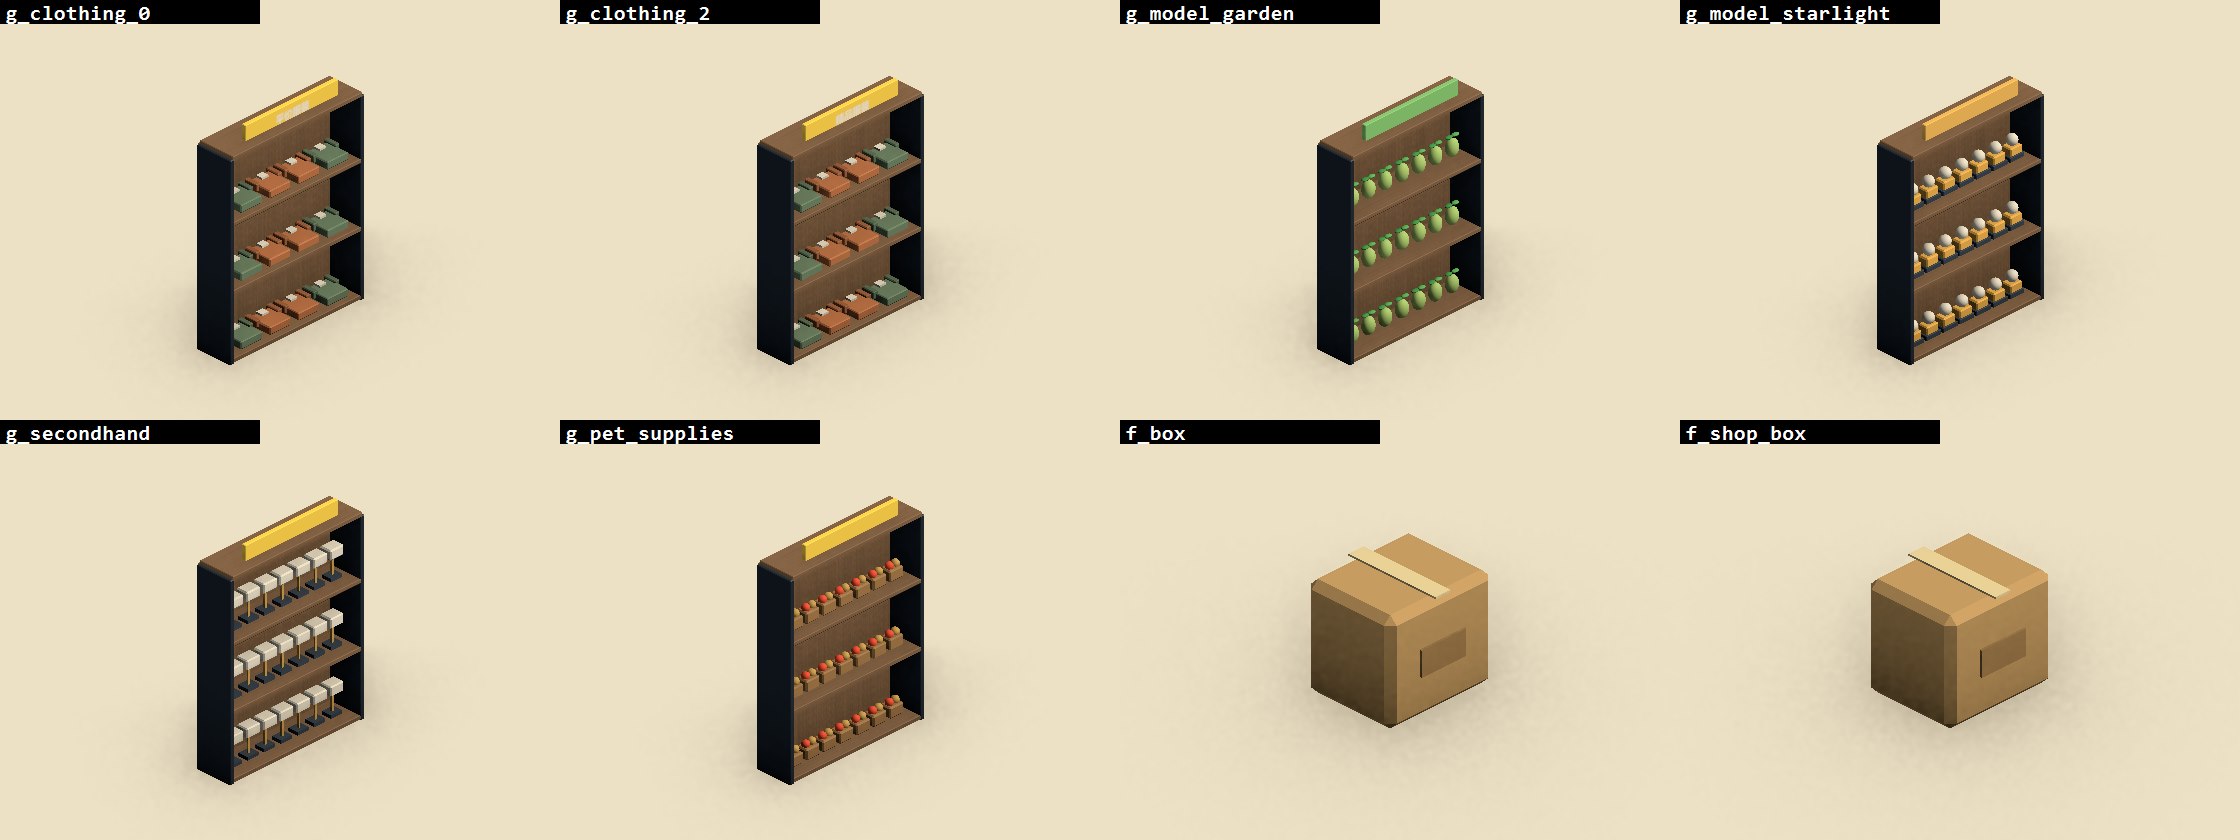 g_clothing_0
g_clothing_2
g_model_garden
g_model_starlight
g_secondhand
g_pet_supplies
f_box
f_shop_box